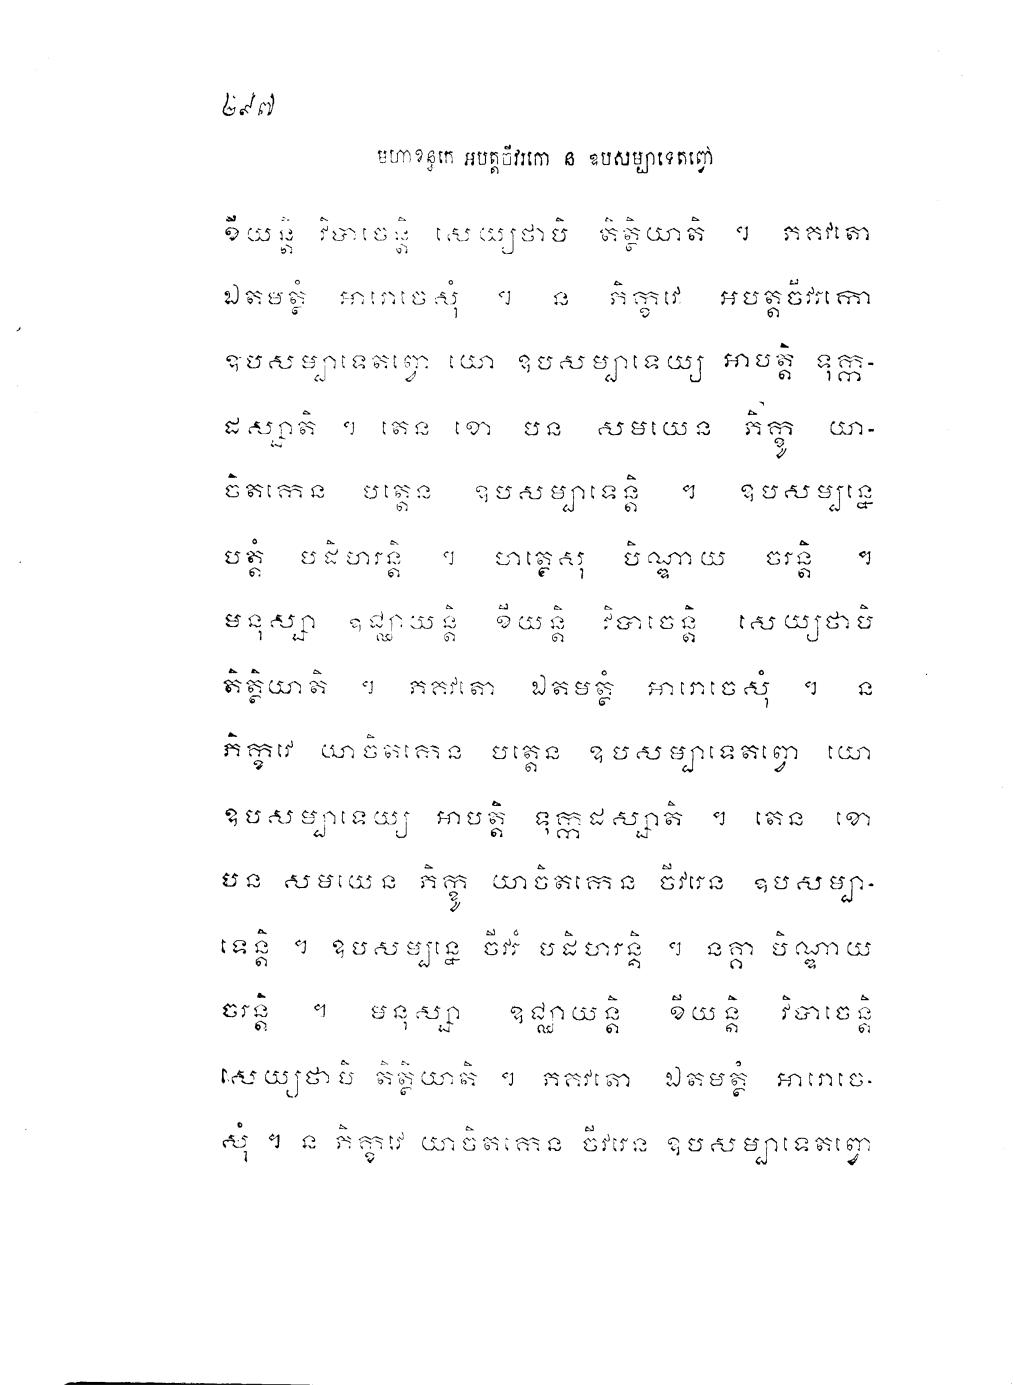 ២៩៧
មហាខន្ធកេ អបត្តចីវរកោ ន ឧបសម្បាទេតព្វោ
ខីយន្តិ វិបាចេន្តិ សេយ្យថាបិ តិត្ថិយាតិ ។ ភគវតោ
ឯតមត្ថំ អារោចេសុំ ។ ន ភិក្ខវេ អបត្តចីវរកោ
ឧបសម្បាទេតព្វោ យោ ឧបសម្បាទេយ្យ អាបត្តិ ទុក្ក-
ដស្សាតិ ។ តេន ខោ បន សមយេន ភិក្ខូ យា-
ចិតកេន បត្តេន ឧបសម្បាទេន្តិ ។ ឧបសម្បន្នេ
បត្តំ បដិហរន្តិ ។ ហត្ថេសុ បិណ្ឌាយ ចរន្តិ ។
មនុស្សា ឧជ្ឈាយន្តិ ខីយន្តិ វិបាចេន្តិ សេយ្យថាបិ
តិត្ថិយាតិ ។ ភគវតោ ឯតមត្ថំ អារោចេសុំ ។ ន
ភិក្ខវេ យាចិតកេន បត្តេន ឧបសម្បាទេតព្វោ យោ
ឧបសម្បាទេយ្យ អាបត្តិ ទុក្កដស្សាតិ ។ តេន ខោ
បន សមយេន ភិក្ខូ យាចិតកេន ចីវរេន ឧបសម្បា-
ទេន្តិ ។ ឧបសម្បន្នេ ចីវរំ បដិហរន្តិ ។ នគ្គា បិណ្ឌាយ
ចរន្តិ ។ មនុស្សា ឧជ្ឈាយន្តិ ខីយន្តិ វិបាចេន្តិ
សេយ្យថាបិ តិត្ថិយាតិ ។ ភគវតោ ឯតមត្ថំ អារោចេ-
សុំ ។ ន ភិក្ខវេ យាចិតកេន ចីវរេន ឧបសម្បាទេតព្វោ